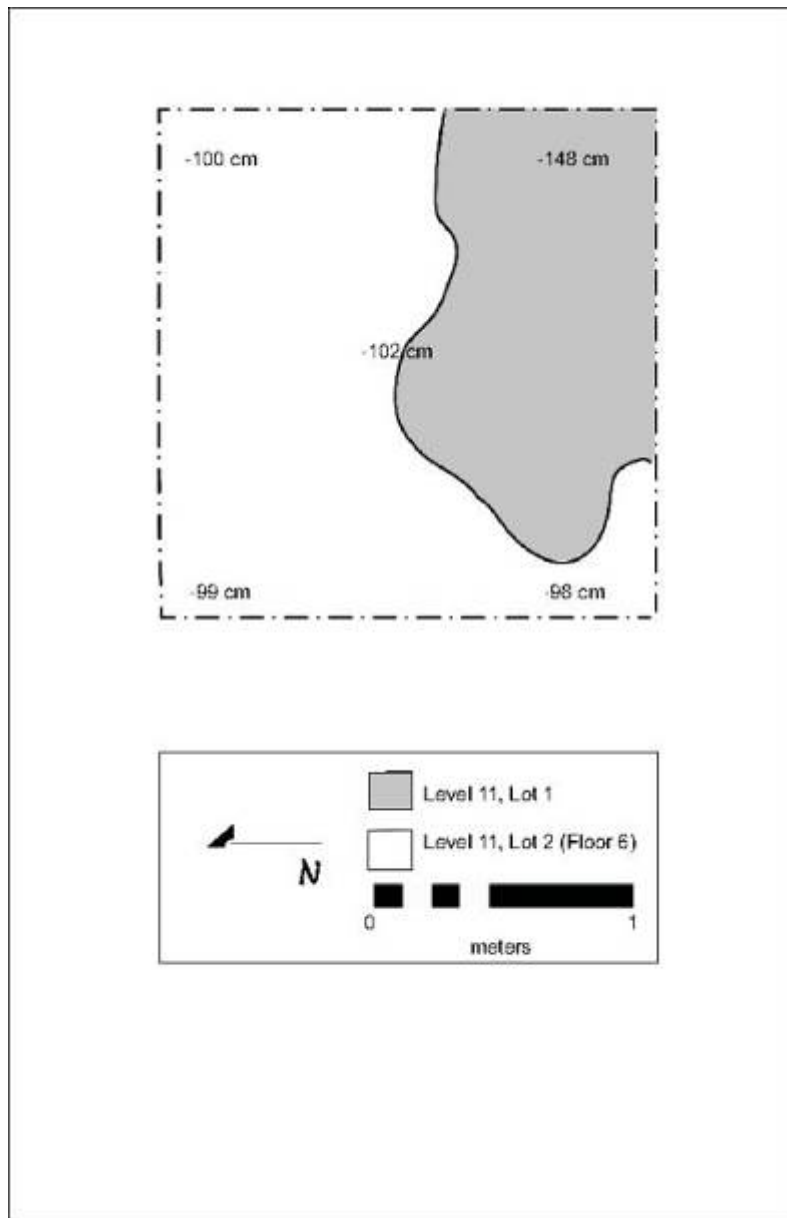 -100 cm
-148 cm
-102 cm
-99 cm
-98 cm
Level 11, Lot 1
Level 11, Lot 2 (Floor 6)
N
0
1
meters